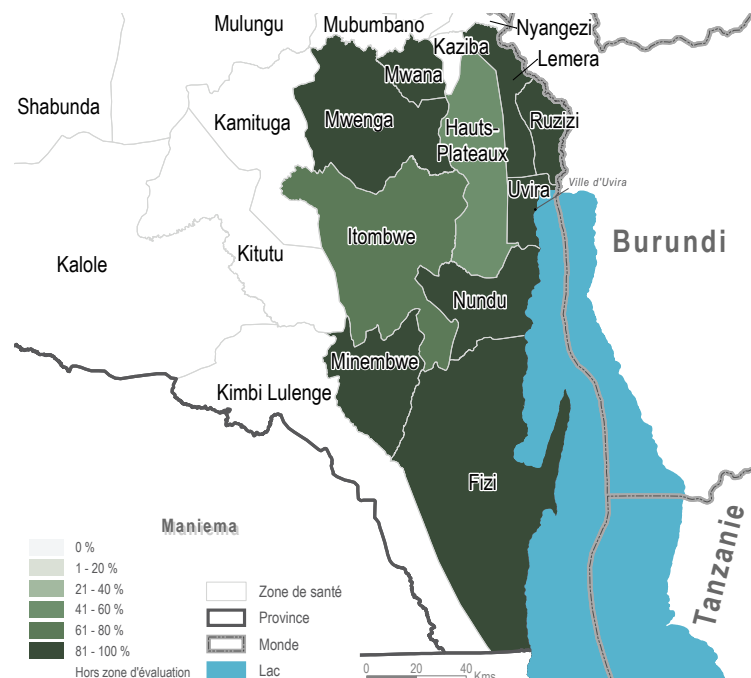 Mulungu
Mubumbano
Nyangezi
Kaziba
Lemera
Mwana
Shabunda
Kamituga
Mwenga
Hauts-
Plateaux
Ruzizi
Uvira
Ville d'Uvira
Itombwe
Burundi
Kitutu
Kalole
Nundu
Minembwe
Kimbi Lulenge
Fizi
Maniema
Tanzanie
0 %
1 - 20 %
21 - 40 %
41 - 60 %
61 - 80 %
81 - 100 %
Hors zone d'évaluation
Zone de santé
Province
Monde
Lac
0 20 40
Kms